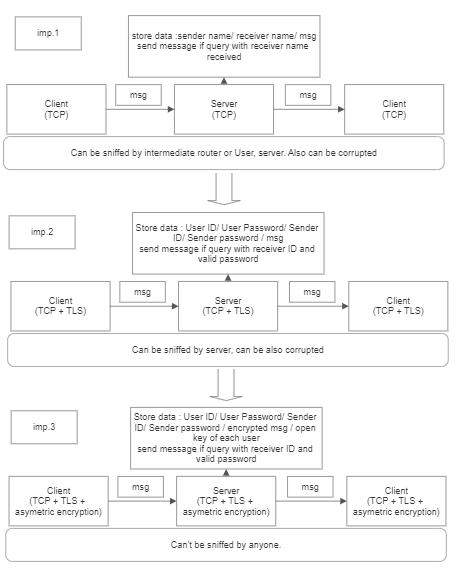 imp.1
store data :sender name/ receiver name/ msg
send message if query with receiver name
received
msg
msg
Client
(TCP)
Server
(TCP)
Client
(TCP)
Can be sniffed by intermediate router or User, server. Also can be corrupted
imp.2
Store data : User ID/ User Password/ Sender
ID/ Sender password / msg
send message if query with receiver ID and
valid password
msg
msg
Client
(TCP + TLS)
Server
(TCP + TLS)
Client
(TCP + TLS)
Can be sniffed by server, can be also corrupted
imp.3
Store data : User ID/ User Password/ Sender
ID/ Sender password / encrypted msg / open
key of each user
send message if query with receiver ID and
valid password
msg
msg
Client
(TCP + TLS +
asymetric encryption)
Server
(TCP + TLS +
asymetric encryption)
Client
(TCP + TLS +
asymetric encryption)
Can't be sniffed by anyone.